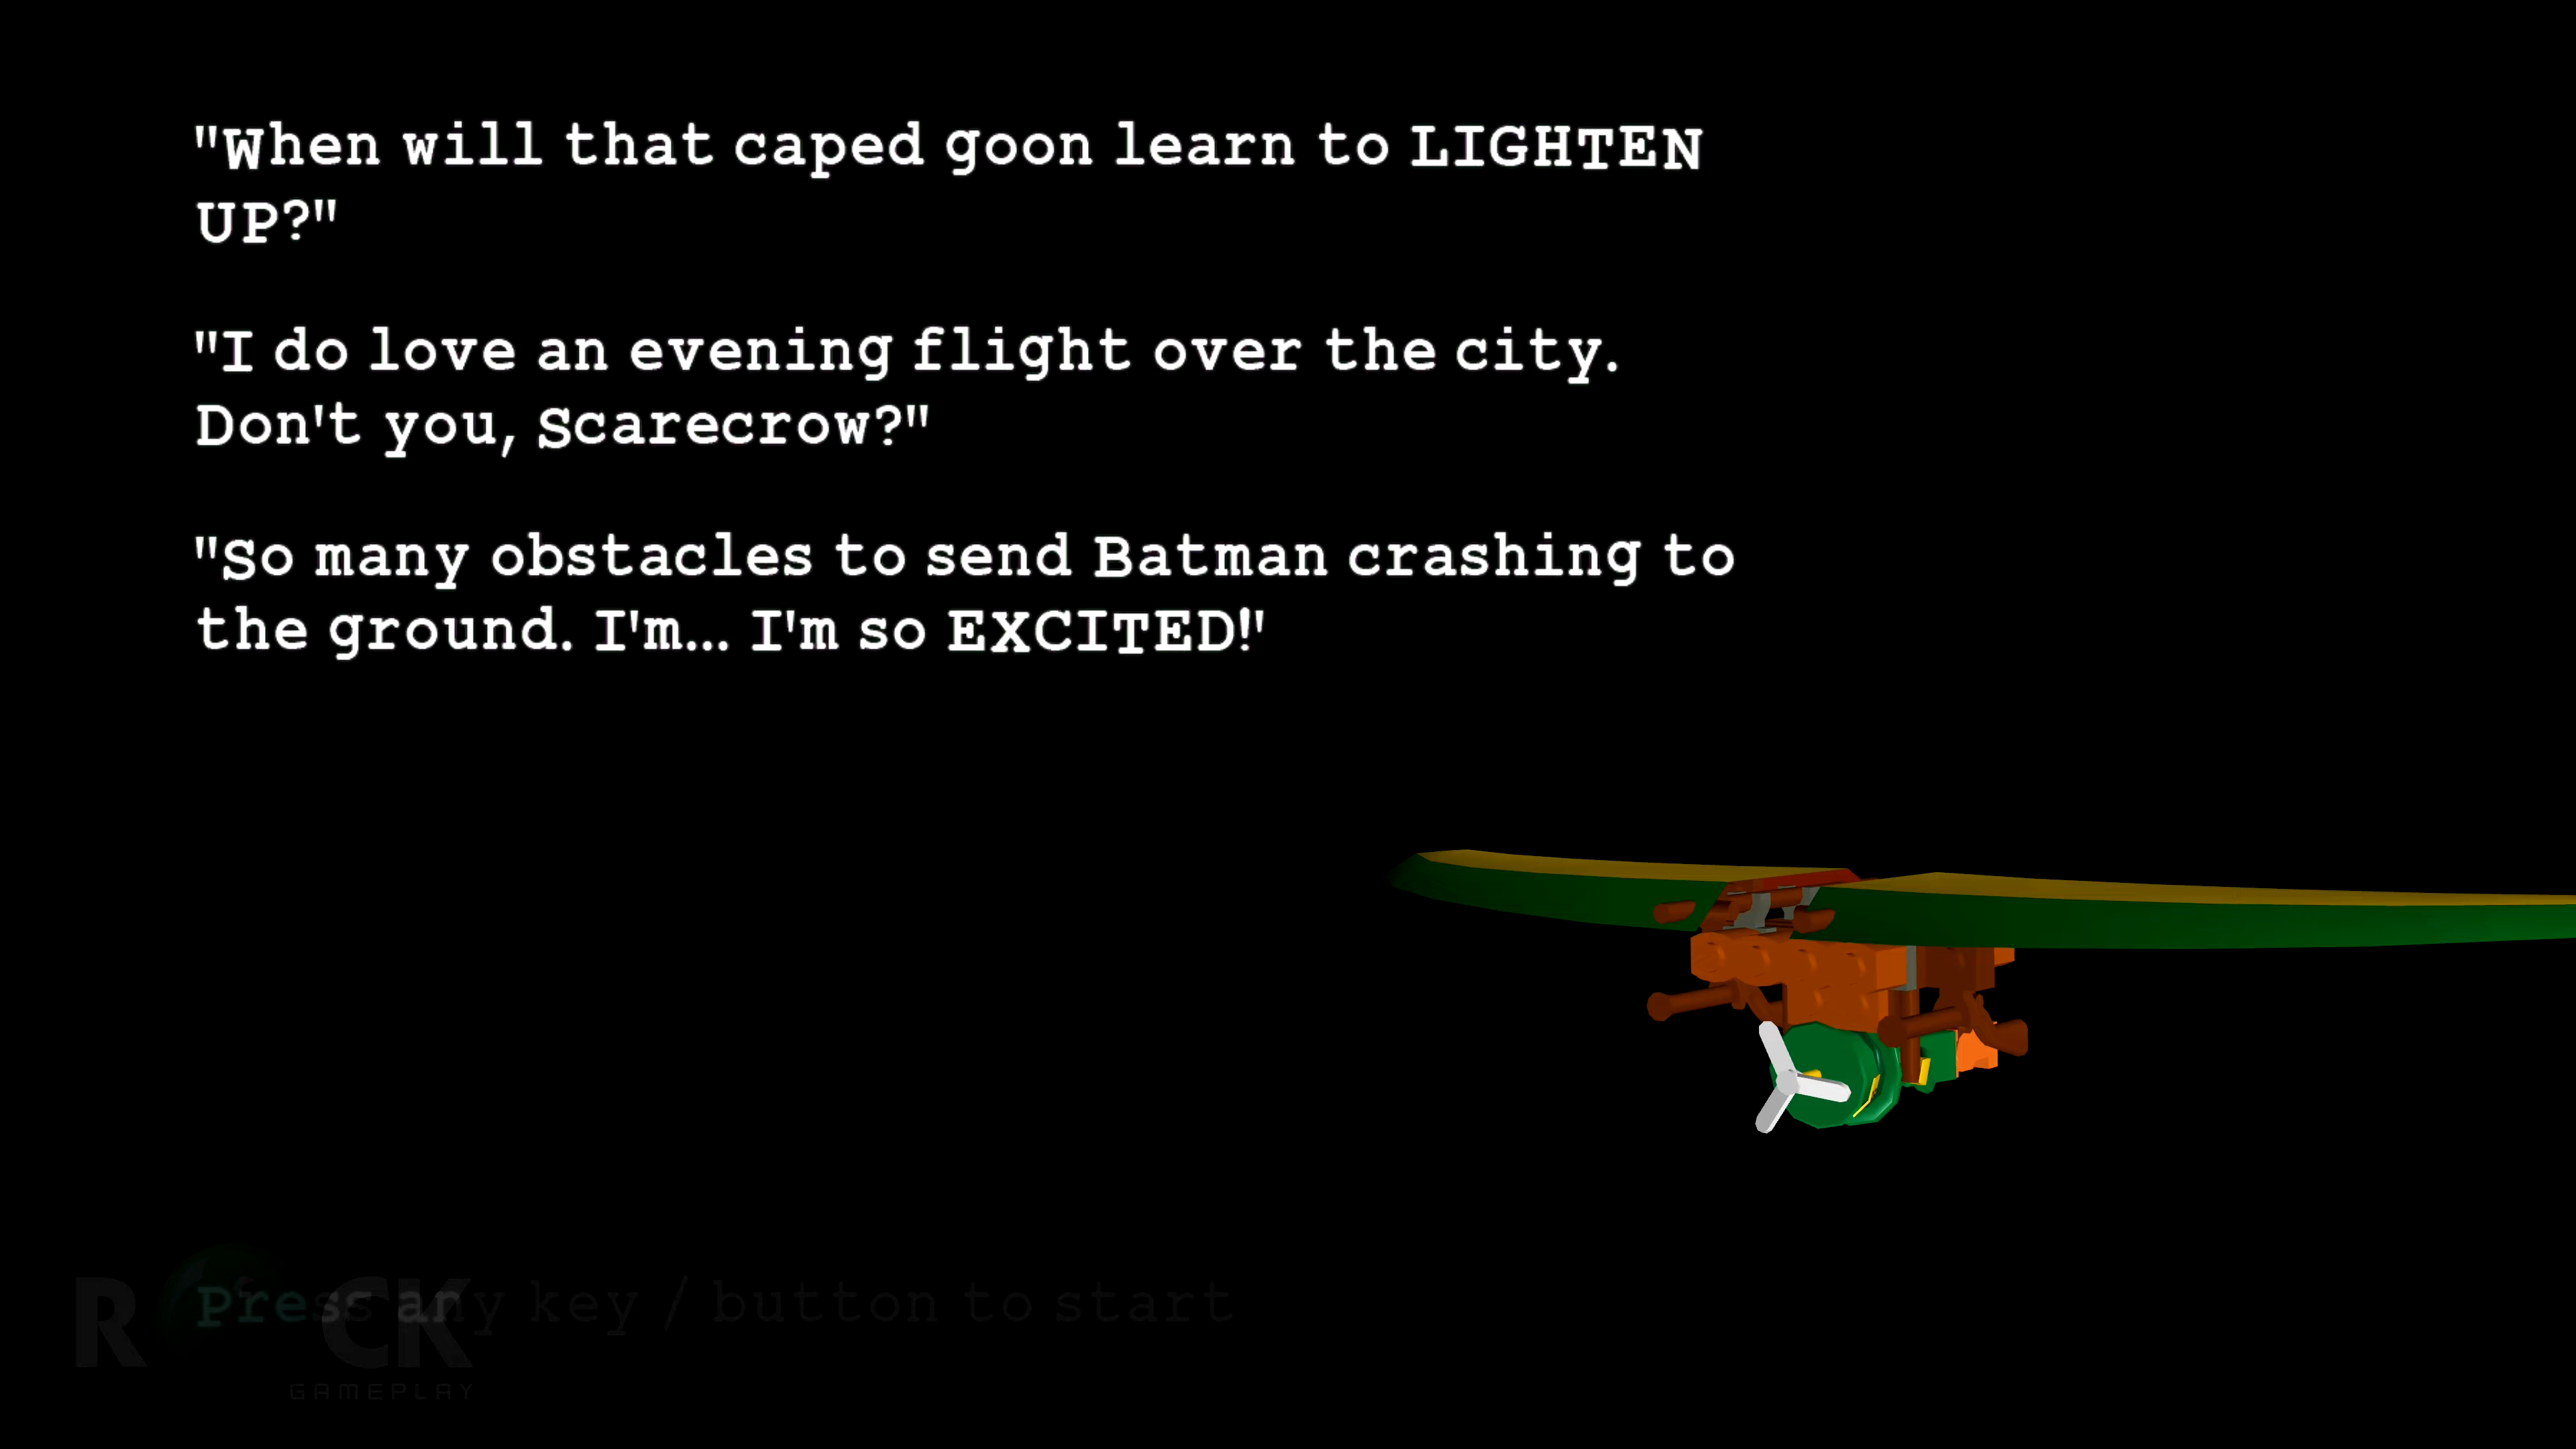 "When will that caped goon learn to LIGHTEN
UP?"
"I do love an evening flight over the city.
Don't you, Scarecrow?"
"So many obstacles to send Batman crashing to
the ground. I'm... I'm so EXCITED!"
Press any key / button to start
R CK
GAMEPLAY